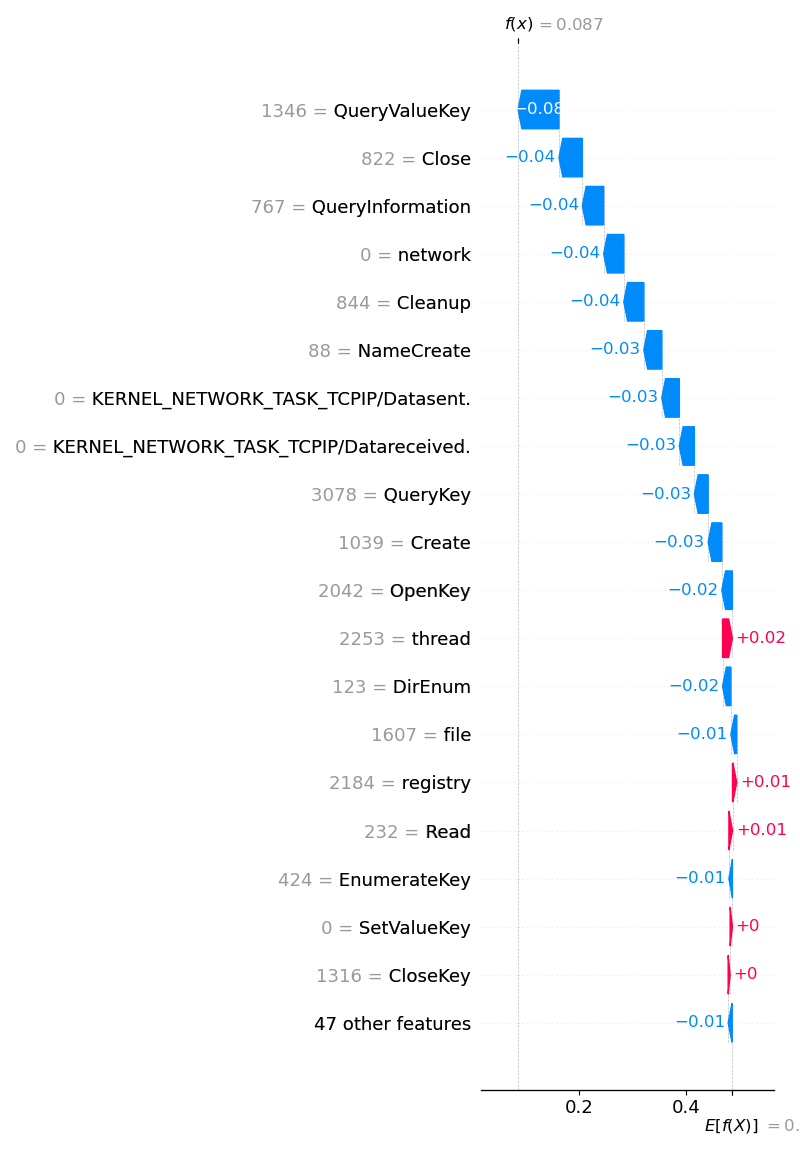 f(x) = 0.087
1346 = QueryValueKey −0.08
822 = Close −0.04
767 = QueryInformation −0.04
0 = network −0.04
844 = Cleanup −0.04
88 = NameCreate −0.03
0 = KERNEL_NETWORK_TASK_TCPIP/Datasent. −0.03
0 = KERNEL_NETWORK_TASK_TCPIP/Datareceived. −0.03
3078 = QueryKey −0.03
1039 = Create −0.03
2042 = OpenKey −0.02
2253 = thread +0.02
123 = DirEnum −0.02
1607 = file −0.01
2184 = registry +0.01
232 = Read +0.01
424 = EnumerateKey −0.01
0 = SetValueKey +0
1316 = CloseKey +0
47 other features −0.01
0.2 0.4
E[f(X)] = 0.